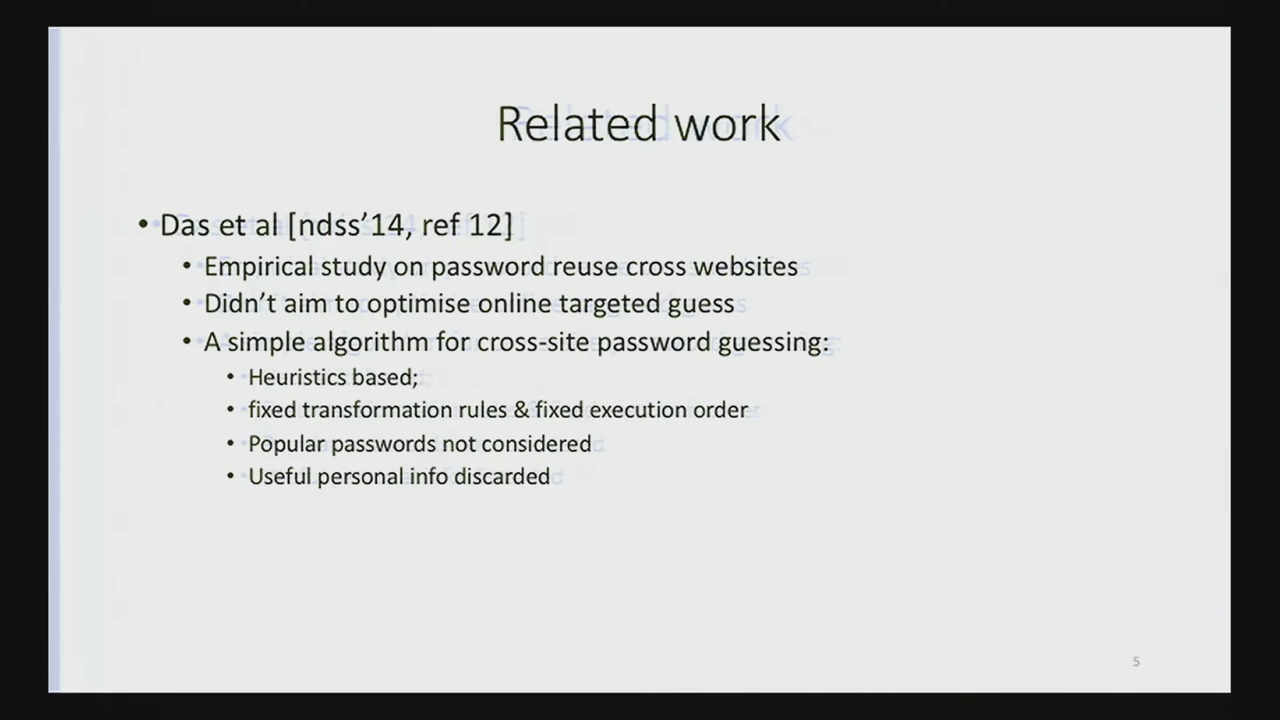 Related work
• Das et al [ndss’14, ref 12]
• Empirical study on password reuse cross websites
• Didn’t aim to optimise online targeted guess
• A simple algorithm for cross-site password guessing:
• Heuristics based;
• fixed transformation rules & fixed execution order
• Popular passwords not considered
• Useful personal info discarded
5